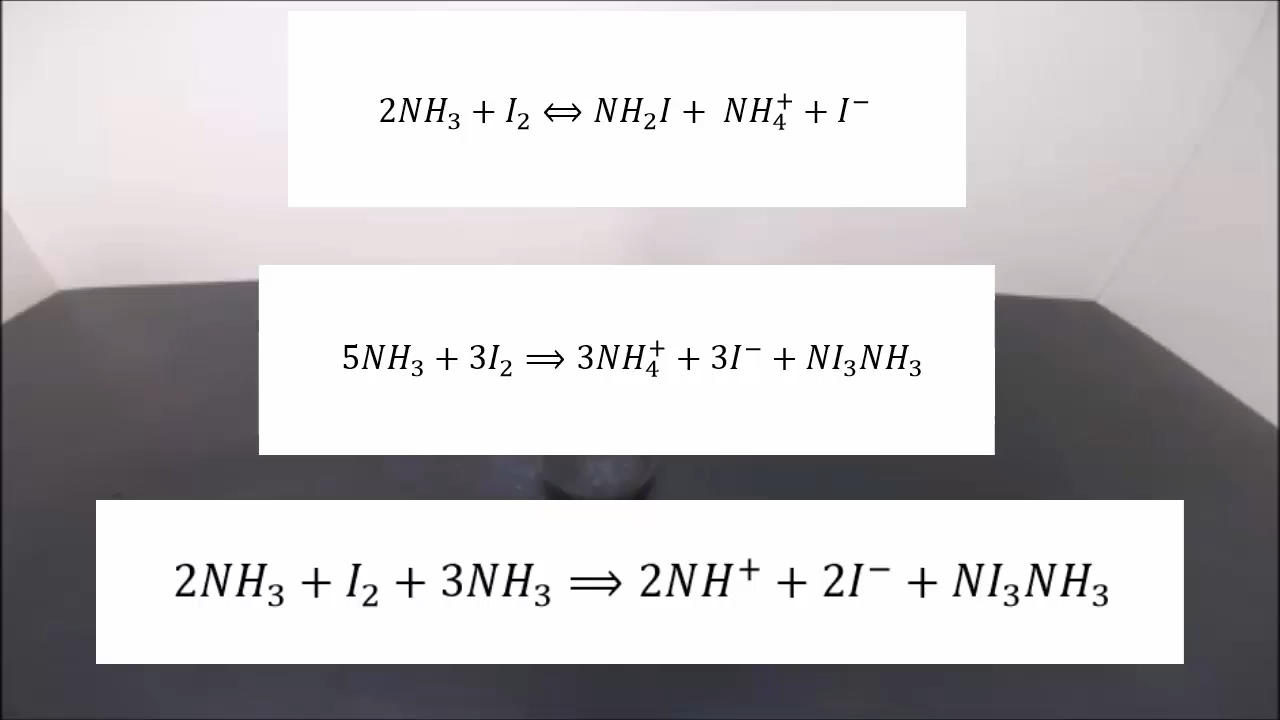 2NH₃ + I₂ ⇔ NH₂I + NH₄⁺ + I⁻
5NH₃ + 3I₂ ⟹ 3NH₄⁺ + 3I⁻ + NI₃NH₃
2NH₃ + I₂ + 3NH₃ ⟹ 2NH⁺ + 2I⁻ + NI₃NH₃